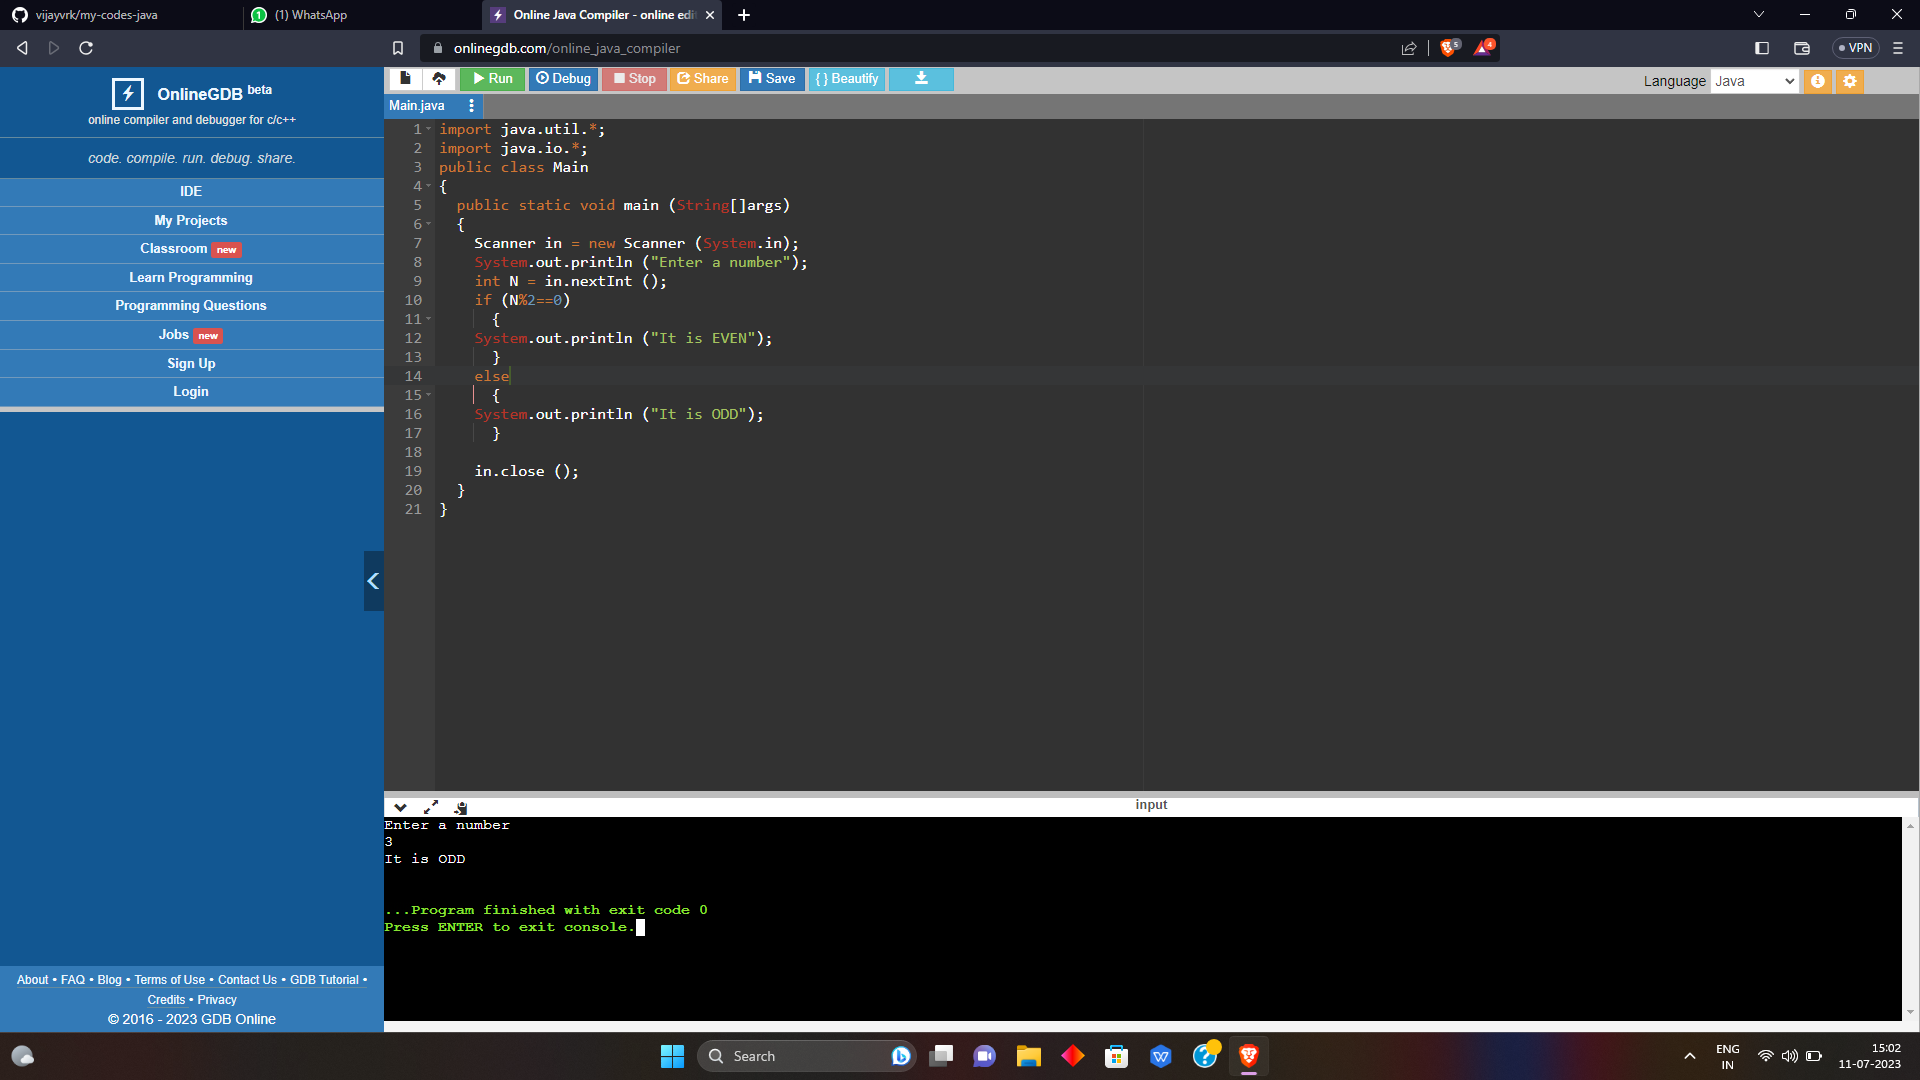 vijayvrk/my-codes-java
1 (1) WhatsApp
Online Java Compiler - online edi
onlinegdb.com/online_java_compiler
5 4 VPN
OnlineGDB beta
online compiler and debugger for c/c++
code. compile. run. debug. share.
IDE
My Projects
Classroom new
Learn Programming
Programming Questions
Jobs new
Sign Up
Login
Run Debug Stop Share Save { } Beautify
Language Java
Main.java
1 import java.util.*;
2 import java.io.*;
3 public class Main
4 {
5 public static void main (String[]args)
6 {
7 Scanner in = new Scanner (System.in);
8 System.out.println ("Enter a number");
9 int N = in.nextInt ();
10 if (N%2==0)
11 {
12 System.out.println ("It is EVEN");
13 }
14 else
15 {
16 System.out.println ("It is ODD");
17 }
18
19 in.close ();
20 }
21 }
input
Enter a number
3
It is ODD
...Program finished with exit code 0
Press ENTER to exit console.
About • FAQ • Blog • Terms of Use • Contact Us • GDB Tutorial •
Credits • Privacy
© 2016 - 2023 GDB Online
Search
ENG
IN
15:02
11-07-2023